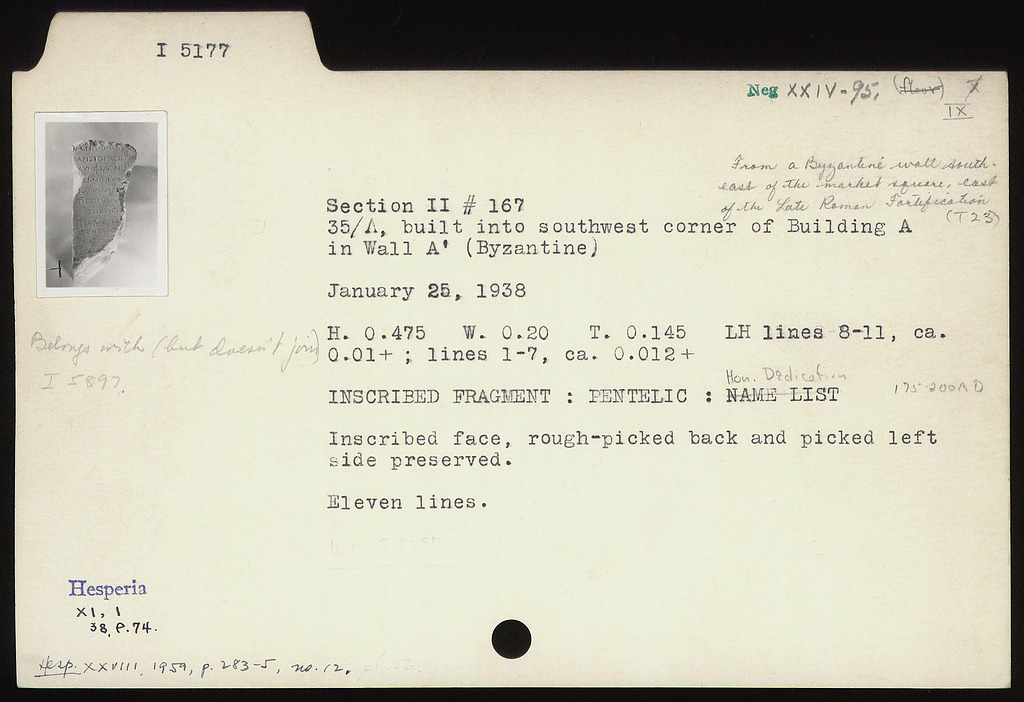 I 5177
Neg XXIV-95. (floor) X
IX
From a Byzantine wall south-
east of the market square, east
of the Late Roman Fortification
(T 23)
Section II # 167
35/Λ, built into southwest corner of Building A
in Wall A' (Byzantine)
January 25, 1938
H. 0.475 W. 0.20 T. 0.145 LH lines 8-11, ca.
0.01+ ; lines 1-7, ca. 0.012+
Belongs with (but doesn't join)
I 5897.
Hon. Dedication
INSCRIBED FRAGMENT : PENTELIC : NAME LIST 175-200 A D
Inscribed face, rough-picked back and picked left
side preserved.
Eleven lines.
Hesperia
XI, 1
38, P. 74.
Hesp. XXVIII, 1959, p. 283-5, no. 12.